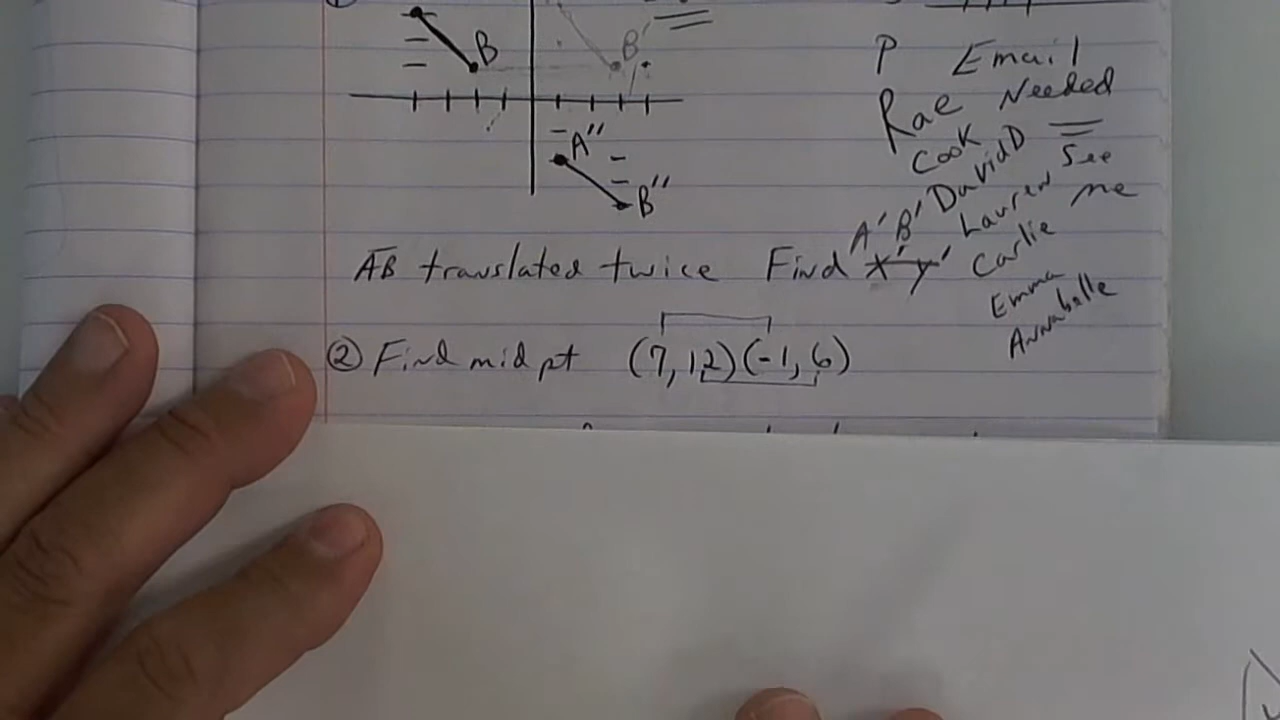 B
B'
A''
B''
P Email
Rae Needed
Cook
DavidD See
Lauren me
Carlie
Emma
Annabelle
A'B'
AB translated twice Find X'Y'
② Find mid pt (7,12)(-1,6)